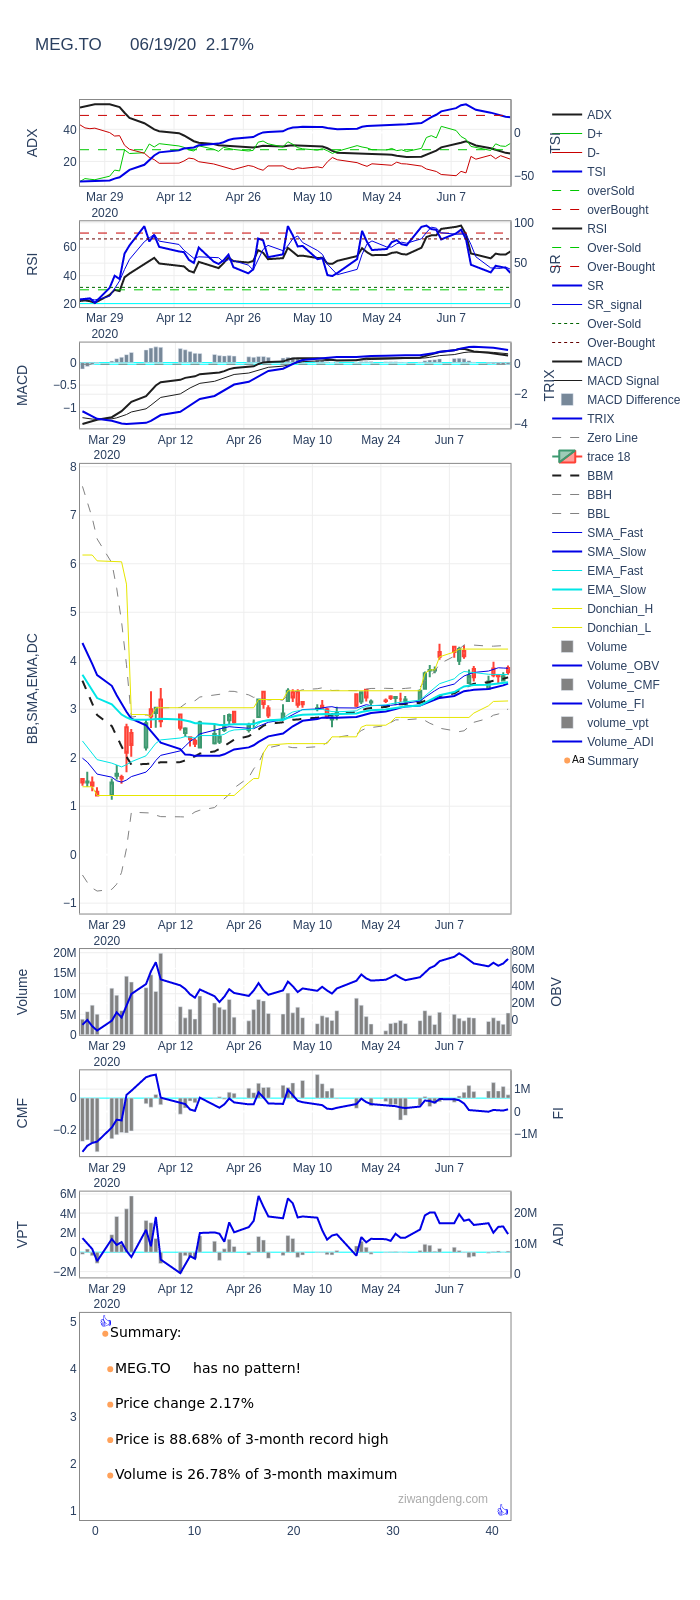 MEG.TO 06/19/20 2.17%
ADX
40
20
0
−50
TSI
Mar 29 Apr 12 Apr 26 May 10 May 24 Jun 7
2020
RSI
60
40
20
100
50
0
SR
Mar 29 Apr 12 Apr 26 May 10 May 24 Jun 7
2020
MACD
0
−0.5
−1
0
−2
−4
TRIX
Mar 29 Apr 12 Apr 26 May 10 May 24 Jun 7
2020
BB,SMA,EMA,DC
8
7
6
5
4
3
2
1
0
−1
Mar 29 Apr 12 Apr 26 May 10 May 24 Jun 7
2020
Volume
20M
15M
10M
5M
0
80M
60M
40M
20M
0
OBV
Mar 29 Apr 12 Apr 26 May 10 May 24 Jun 7
2020
CMF
0
−0.2
1M
0
−1M
FI
Mar 29 Apr 12 Apr 26 May 10 May 24 Jun 7
2020
VPT
6M
4M
2M
0
−2M
20M
10M
0
ADI
Mar 29 Apr 12 Apr 26 May 10 May 24 Jun 7
2020
5
4
3
2
1
Summary:
MEG.TO has no pattern!
Price change 2.17%
Price is 88.68% of 3-month record high
Volume is 26.78% of 3-month maximum
ziwangdeng.com
0 10 20 30 40
ADX
D+
D-
TSI
overSold
overBought
RSI
Over-Sold
Over-Bought
SR
SR_signal
Over-Sold
Over-Bought
MACD
MACD Signal
MACD Difference
TRIX
Zero Line
trace 18
BBM
BBH
BBL
SMA_Fast
SMA_Slow
EMA_Fast
EMA_Slow
Donchian_H
Donchian_L
Volume
Volume_OBV
Volume_CMF
Volume_FI
volume_vpt
Volume_ADI
Aa Summary